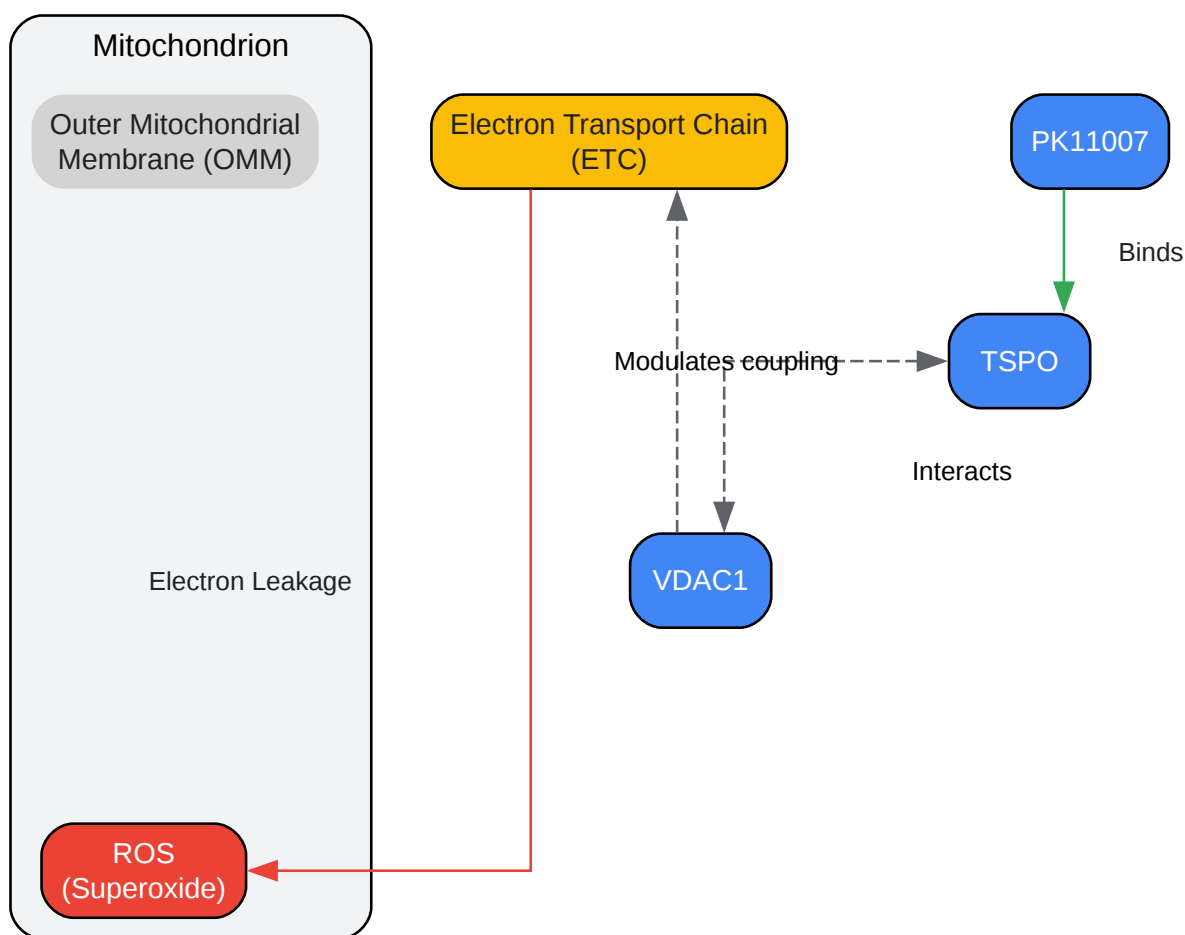 Mitochondrion
Outer Mitochondrial
Membrane (OMM)
Electron Transport Chain
(ETC)
PK11007
Binds
Modulates coupling
TSPO
Interacts
Electron Leakage
VDAC1
ROS
(Superoxide)